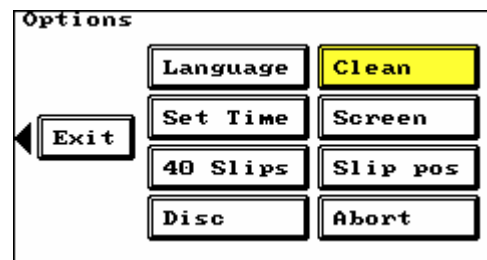 Options
Language
Clean
Set Time
Screen
Exit
40 Slips
Slip pos
Disc
Abort